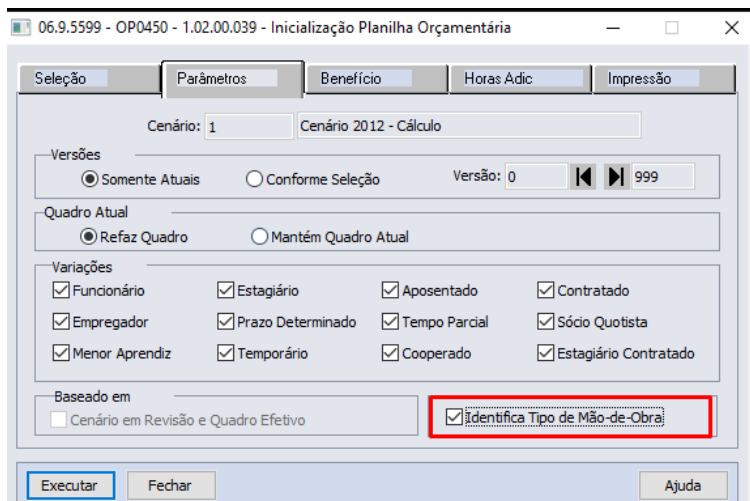 06.9.5599 - OP0450 - 1.02.00.039 - Inicialização Planilha Orçamentária
Seleção Parâmetros Benefício Horas Adic Impressão
Cenário: 1 Cenário 2012 - Cálculo
Versões
Somente Atuais Conforme Seleção Versão: 0 999
Quadro Atual
Refaz Quadro Mantém Quadro Atual
Variações
Funcionário Estagiário Aposentado Contratado
Empregador Prazo Determinado Tempo Parcial Sócio Quotista
Menor Aprendiz Temporário Cooperado Estagiário Contratado
Baseado em
Cenário em Revisão e Quadro Efetivo Identifica Tipo de Mão-de-Obra
Executar Fechar Ajuda